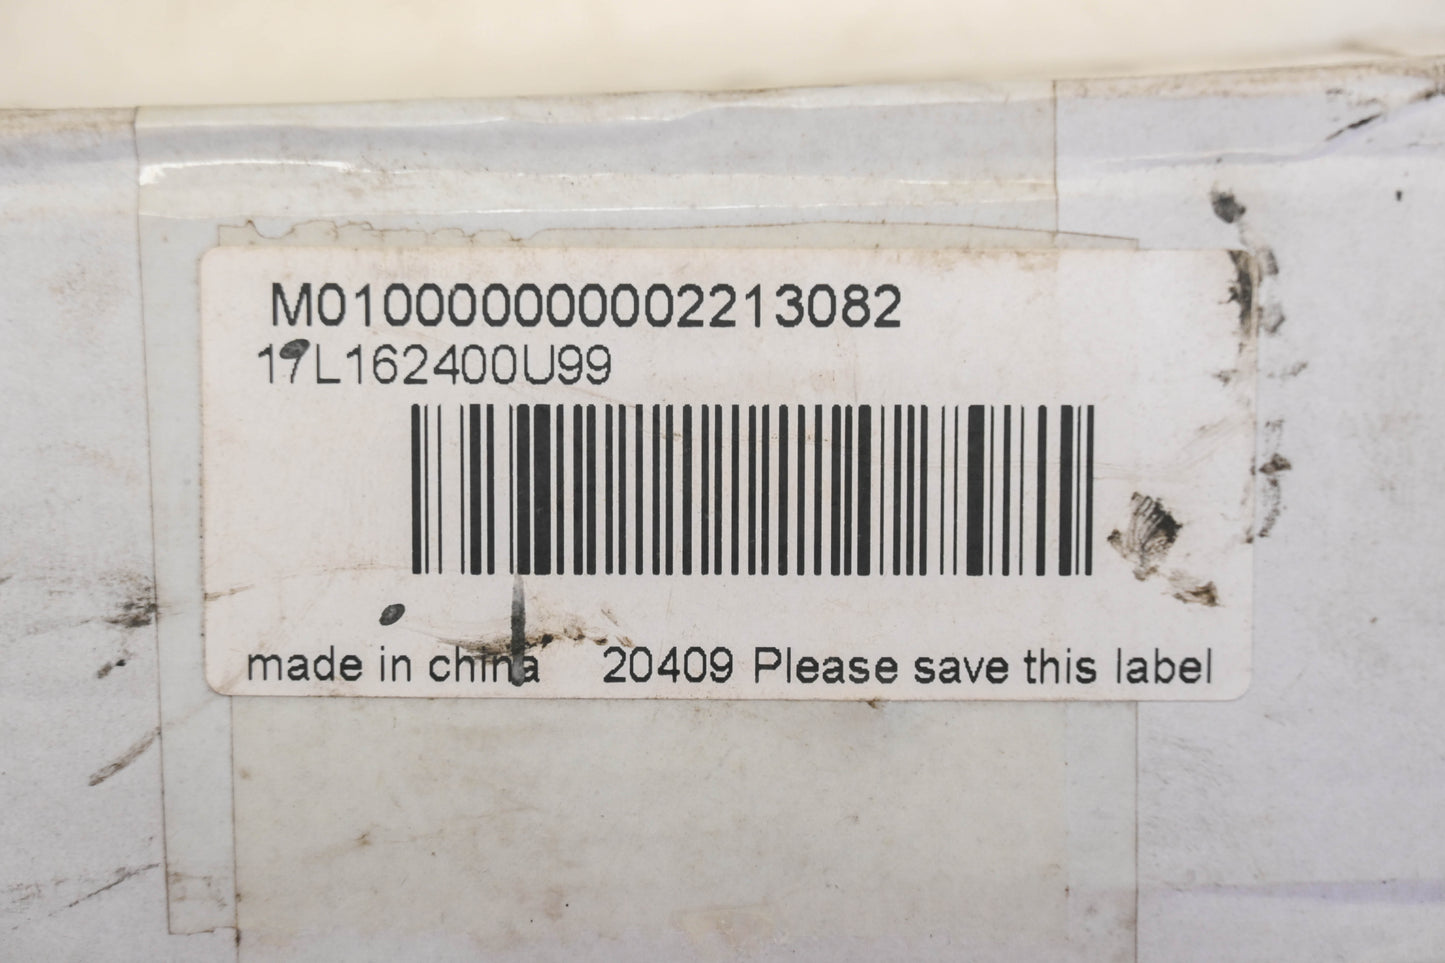 M010000000002213082
17L162400U99
made in china 20409 Please save this label